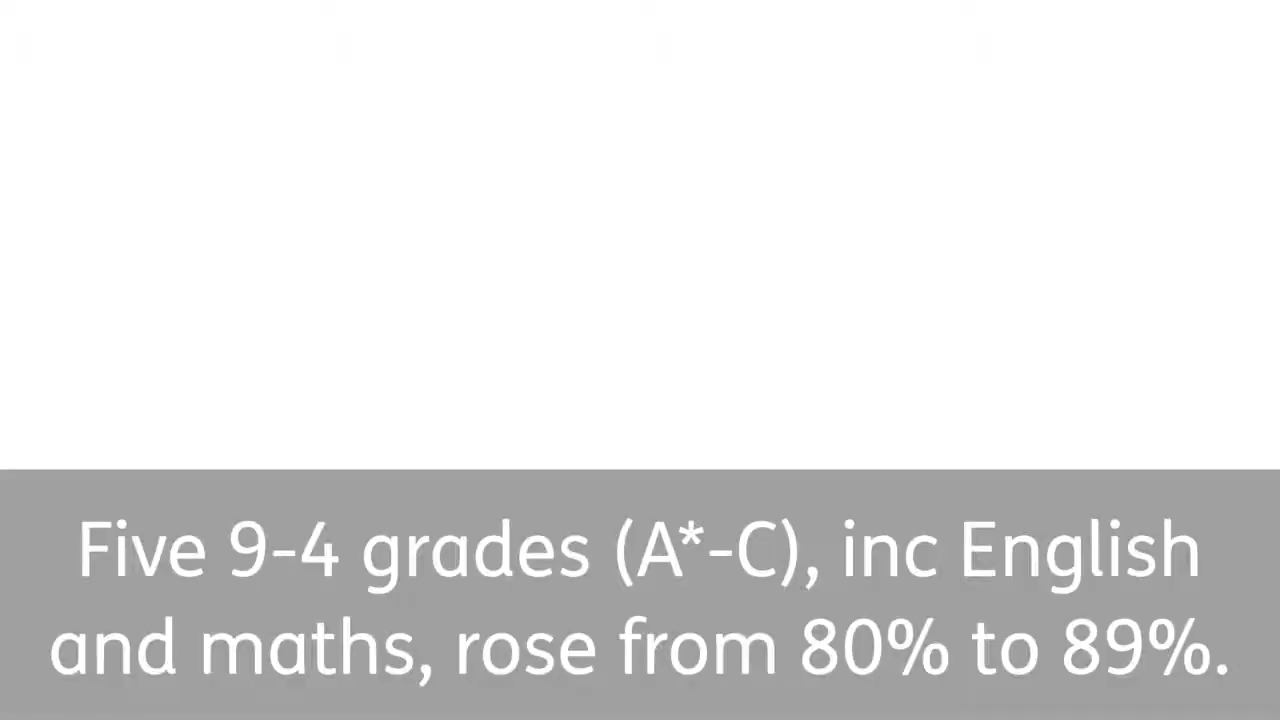 Five 9-4 grades (A*-C), inc English
and maths, rose from 80% to 89%.